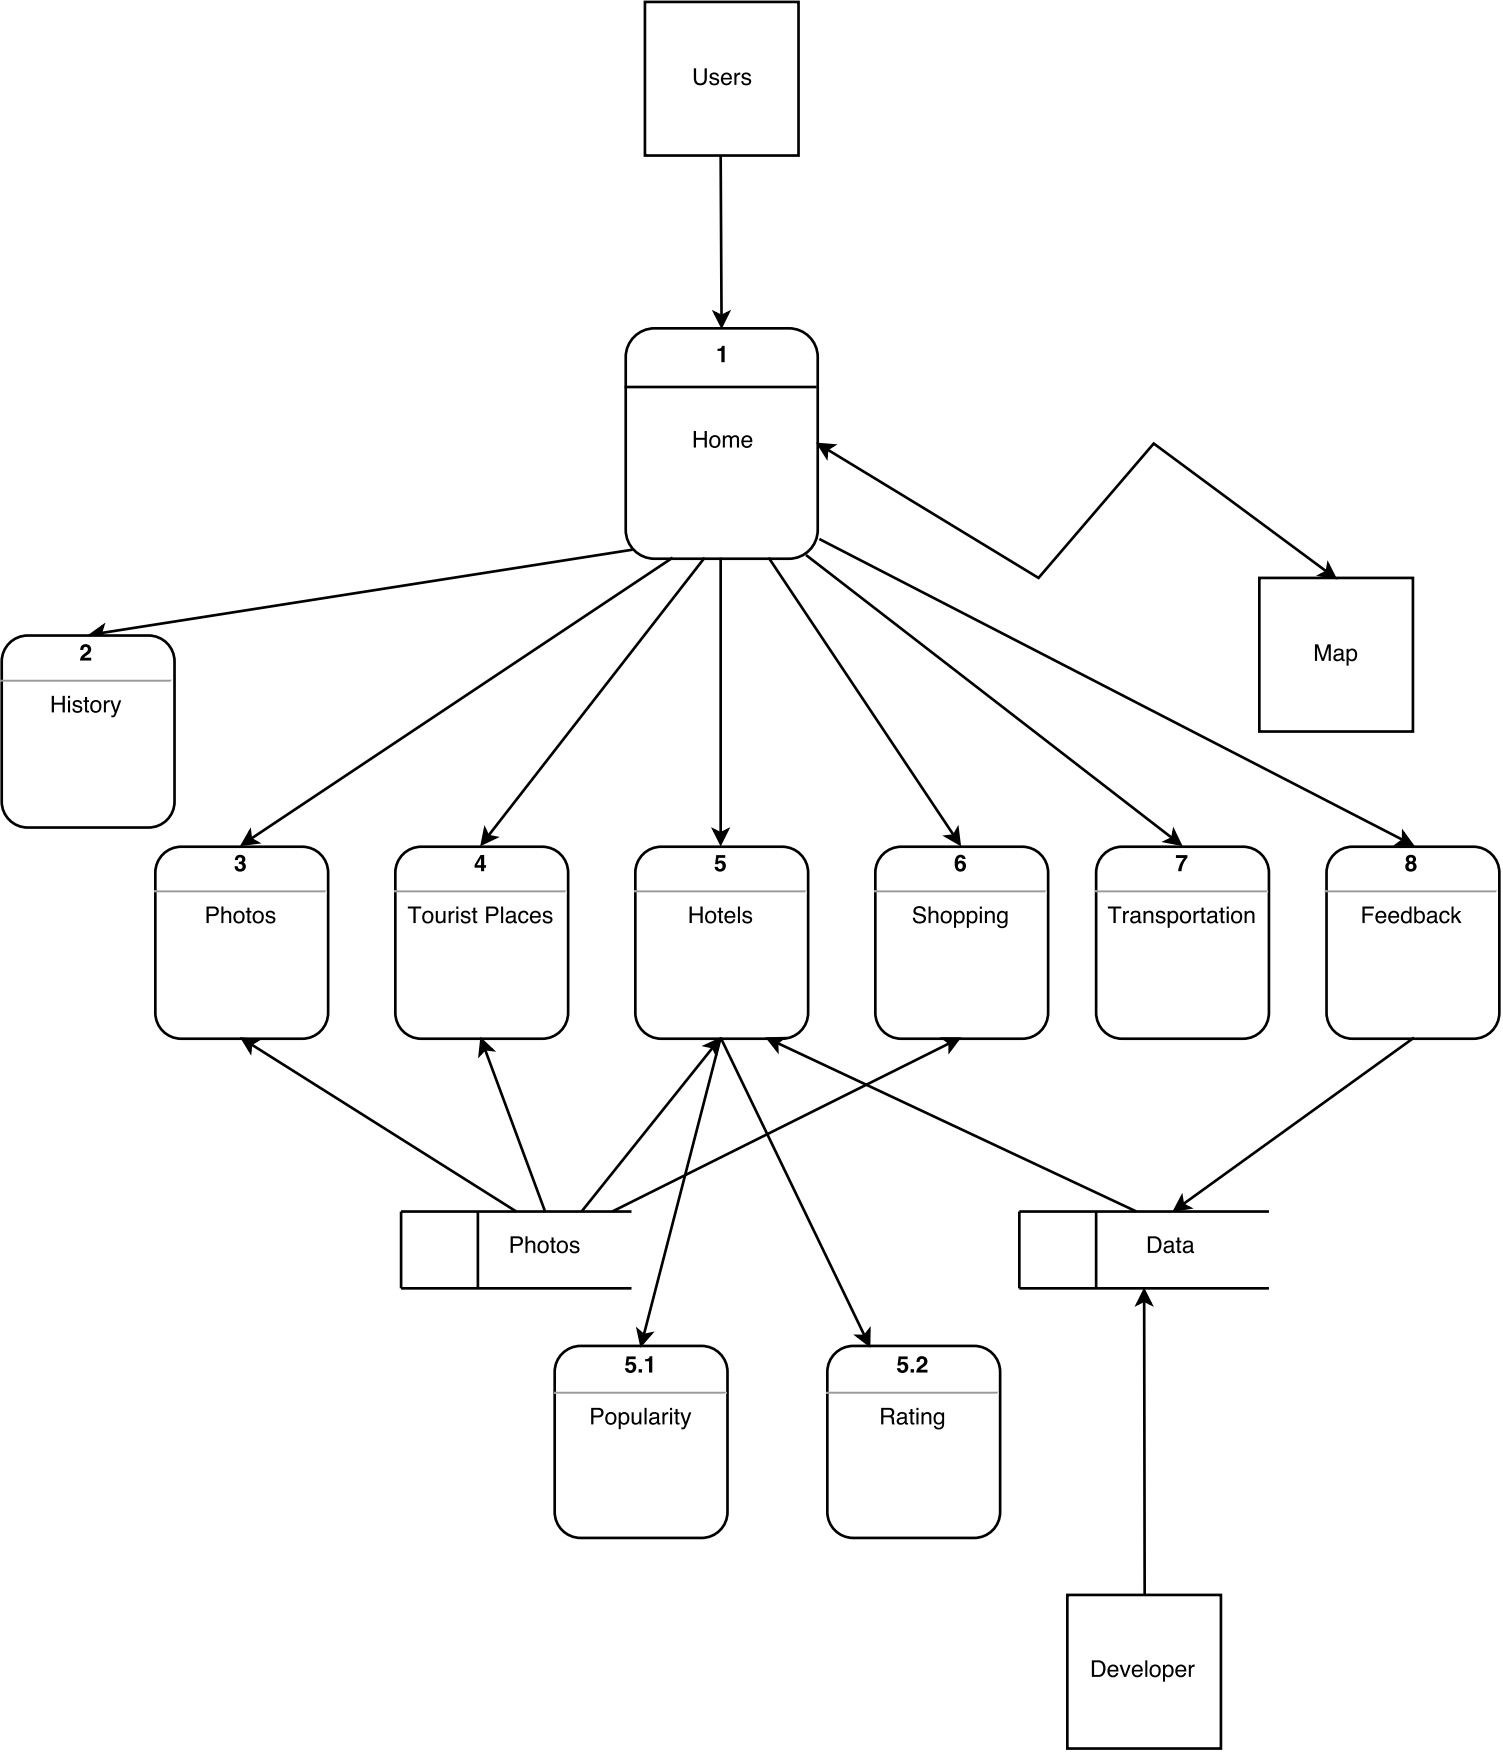 Users
1
Home
Map
2
History
3
Photos
4
Tourist Places
5
Hotels
6
Shopping
7
Transportation
8
Feedback
Photos
Data
5.1
Popularity
5.2
Rating
Developer